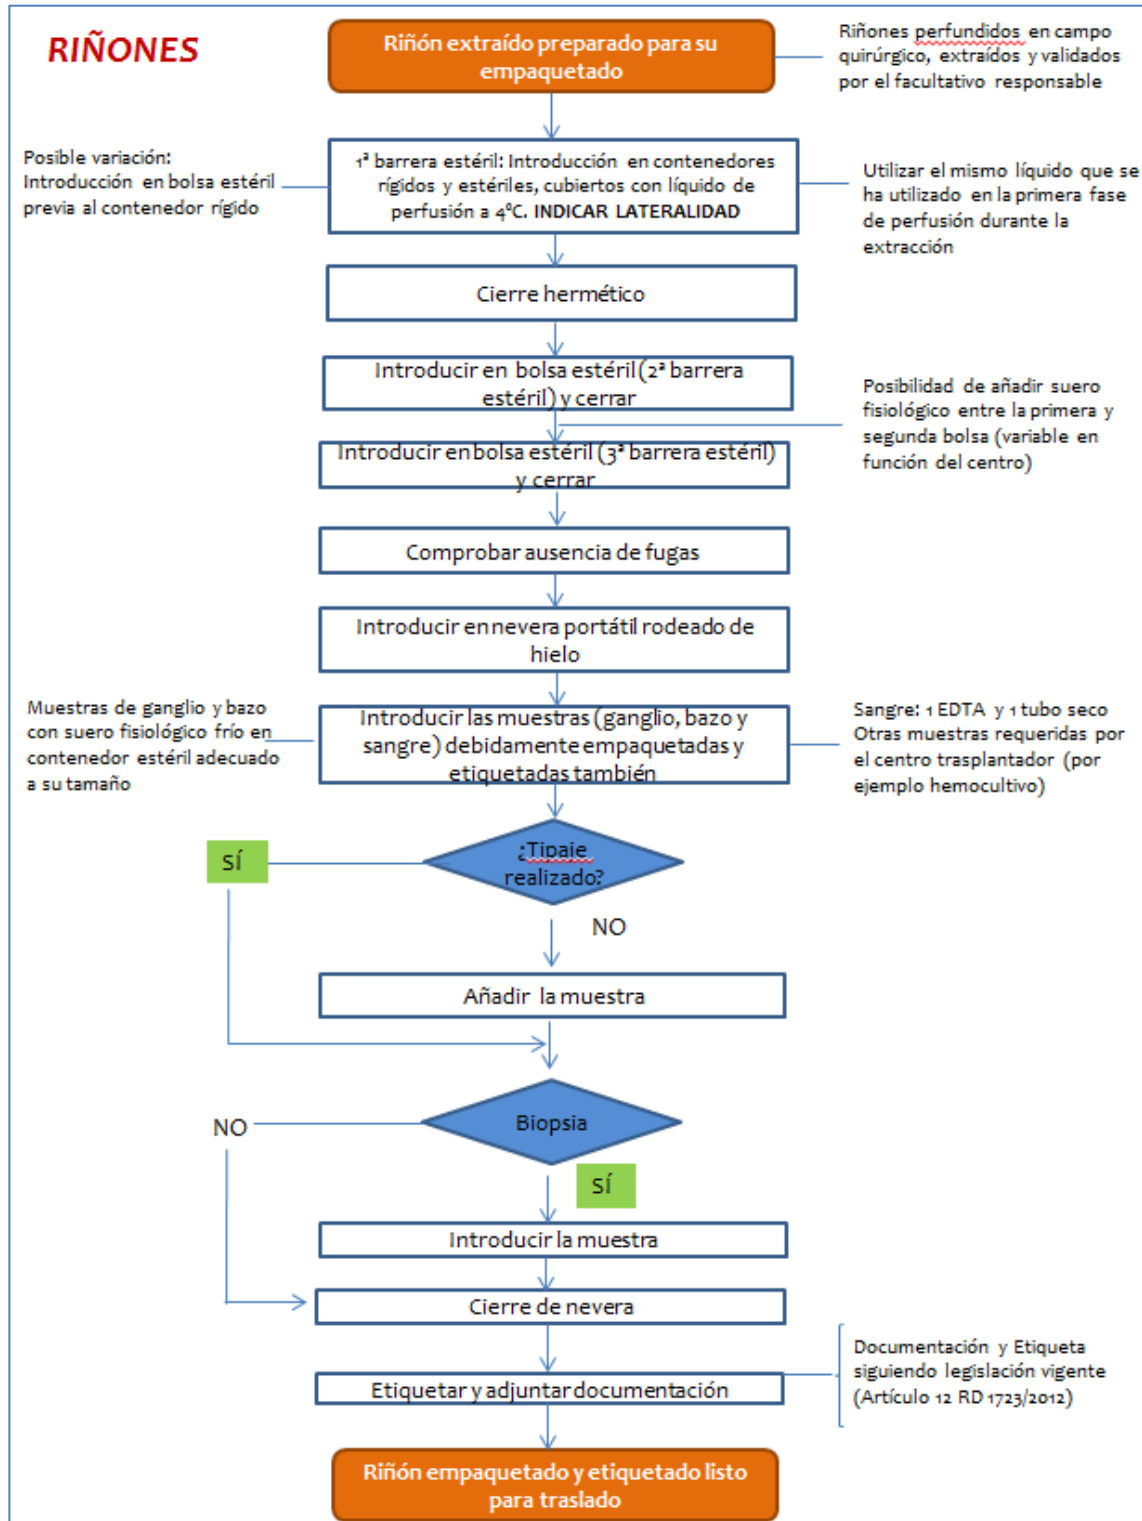 RIÑONES
Riñón extraído preparado para su
empaquetado
Riñones perfundidos en campo
quirúrgico, extraídos y validados
por el facultativo responsable
Posible variación:
Introducción en bolsa estéril
previa al contenedor rígido
1ª barrera estéril: Introducción en contenedores
rígidos y estériles, cubiertos con líquido de
perfusión a 4ºC. INDICAR LATERALIDAD
Utilizar el mismo líquido que se
ha utilizado en la primera fase
de perfusión durante la
extracción
Cierre hermético
Introducir en bolsa estéril (2ª barrera
estéril) y cerrar
Posibilidad de añadir suero
fisiológico entre la primera y
segunda bolsa (variable en
función del centro)
Introducir en bolsa estéril (3ª barrera estéril)
y cerrar
Comprobar ausencia de fugas
Introducir en nevera portátil rodeado de
hielo
Muestras de ganglio y bazo
con suero fisiológico frío en
contenedor estéril adecuado
a su tamaño
Introducir las muestras (ganglio, bazo y
sangre) debidamente empaquetadas y
etiquetadas también
Sangre: 1 EDTA y 1 tubo seco
Otras muestras requeridas por
el centro trasplantador (por
ejemplo hemocultivo)
¿Tipaje
realizado?
SÍ
NO
Añadir la muestra
Biopsia
NO
SÍ
Introducir la muestra
Cierre de nevera
Etiquetar y adjuntar documentación
Documentación y Etiqueta
siguiendo legislación vigente
(Artículo 12 RD 1723/2012)
Riñón empaquetado y etiquetado listo
para traslado